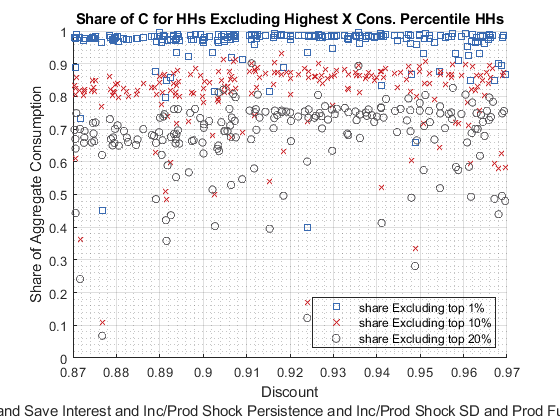 Share of C for HHs Excluding Highest X Cons. Percentile HHs
Share of Aggregate Consumption
1
0.9
0.8
0.7
0.6
0.5
0.4
0.3
0.2
0.1
0
share Excluding top 1%
share Excluding top 10%
share Excluding top 20%
0.87 0.88 0.89 0.9 0.91 0.92 0.93 0.94 0.95 0.96 0.97
Discount
and Save Interest and Inc/Prod Shock Persistence and Inc/Prod Shock SD and Prod Fu